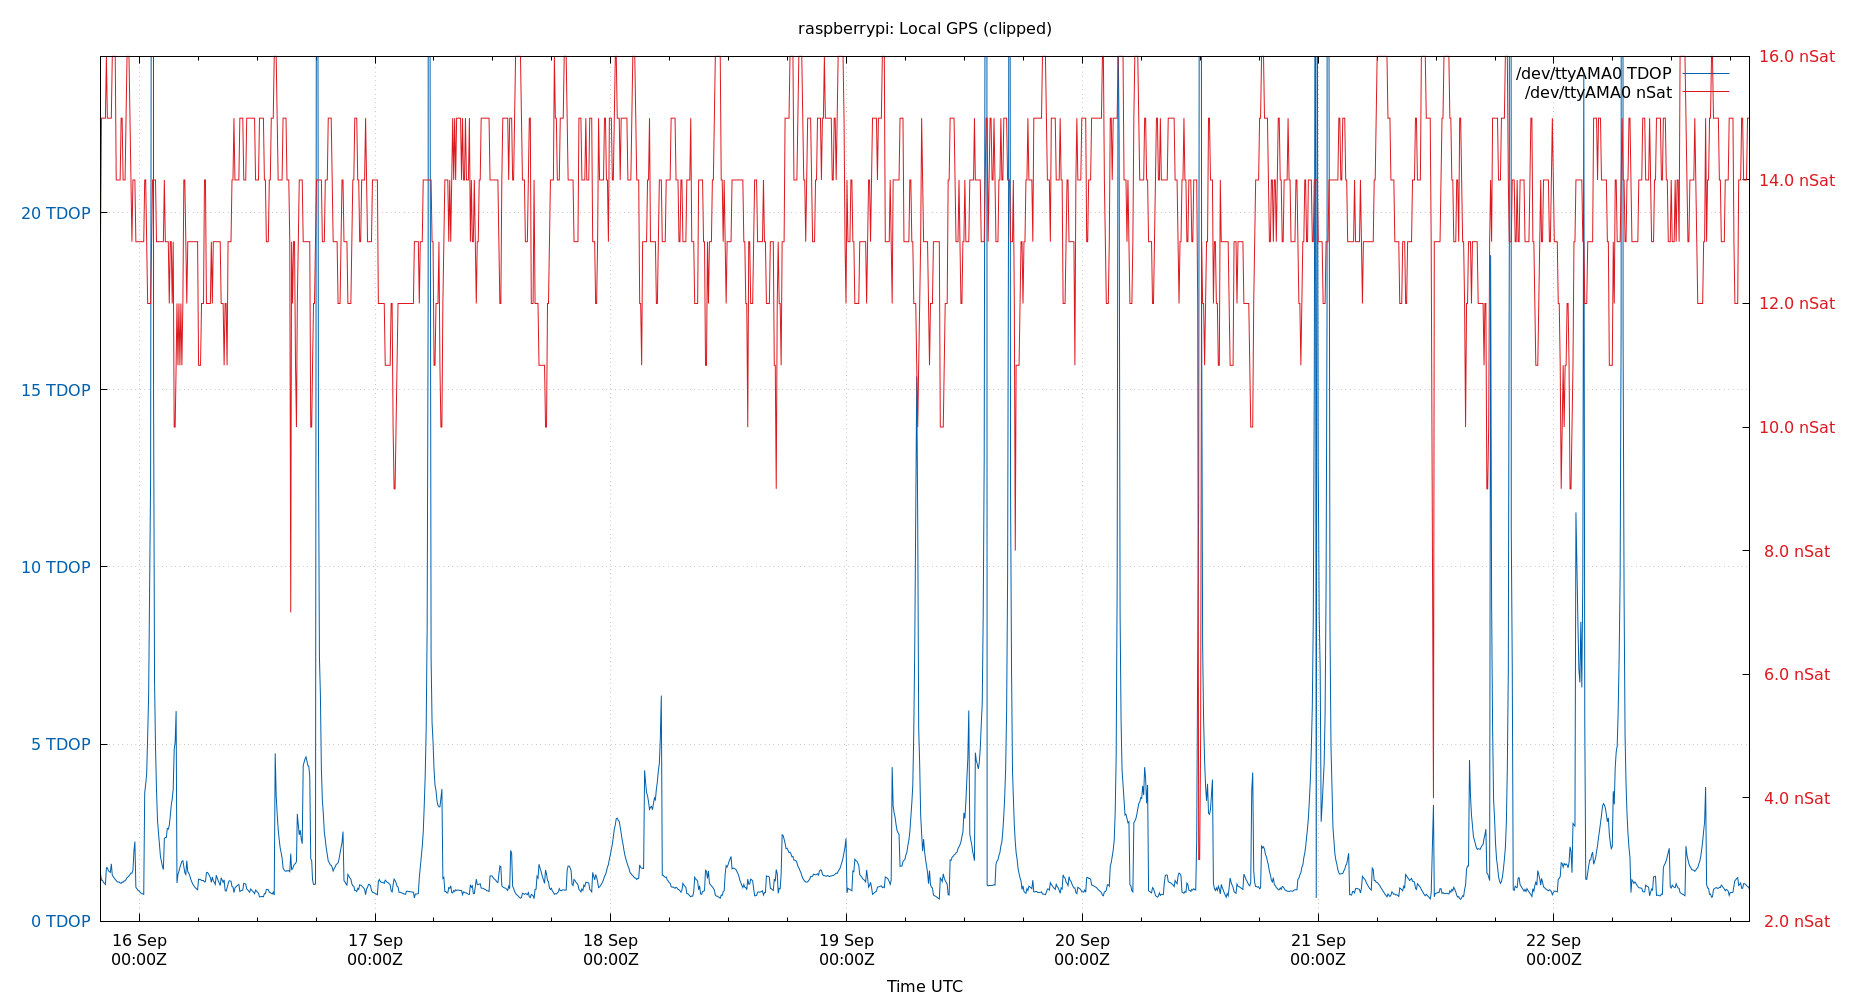 raspberrypi: Local GPS (clipped)
/dev/ttyAMA0 TDOP
/dev/ttyAMA0 nSat
20 TDOP
15 TDOP
10 TDOP
5 TDOP
0 TDOP
16.0 nSat
14.0 nSat
12.0 nSat
10.0 nSat
8.0 nSat
6.0 nSat
4.0 nSat
2.0 nSat
16 Sep 17 Sep 18 Sep 19 Sep 20 Sep 21 Sep 22 Sep
00:00Z 00:00Z 00:00Z 00:00Z 00:00Z 00:00Z 00:00Z
Time UTC